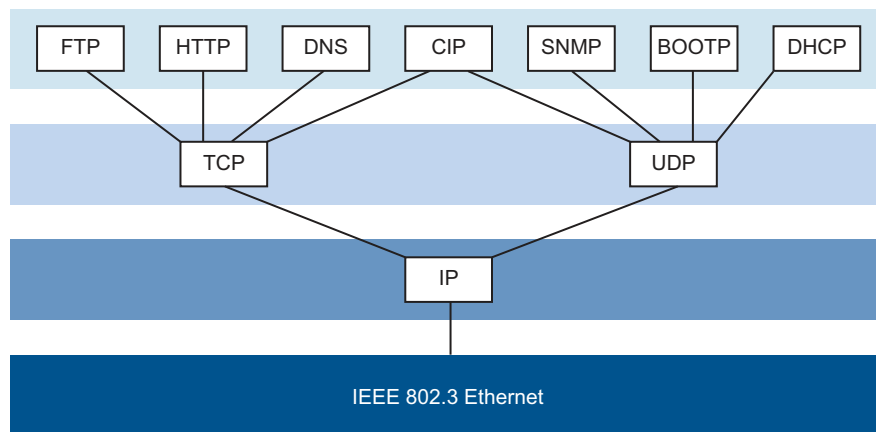 FTP
HTTP
DNS
CIP
SNMP
BOOTP
DHCP
TCP
UDP
IP
IEEE 802.3 Ethernet